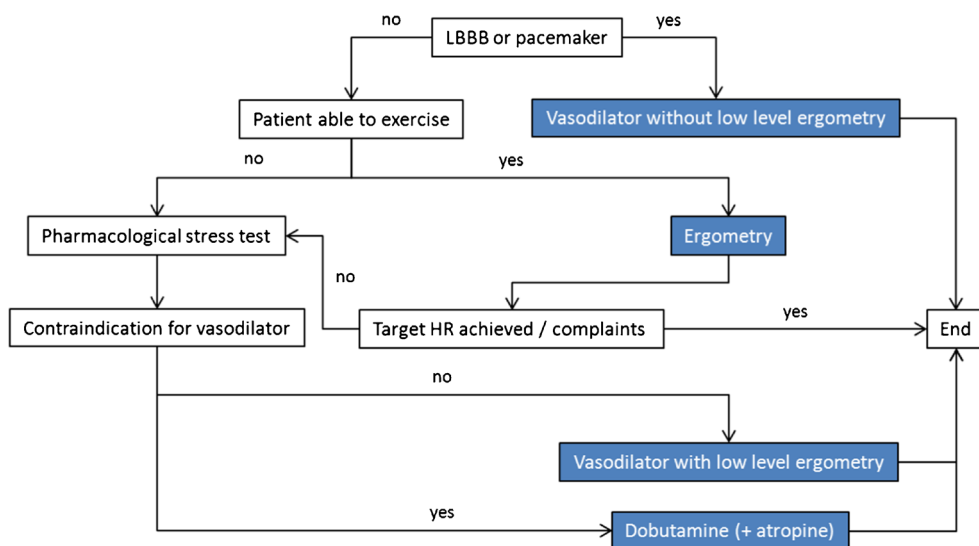 no
yes
LBBB or pacemaker
Patient able to exercise
Vasodilator without low level ergometry
no
yes
Pharmacological stress test
Ergometry
no
Contraindication for vasodilator
Target HR achieved / complaints
yes
End
no
Vasodilator with low level ergometry
yes
Dobutamine (+ atropine)